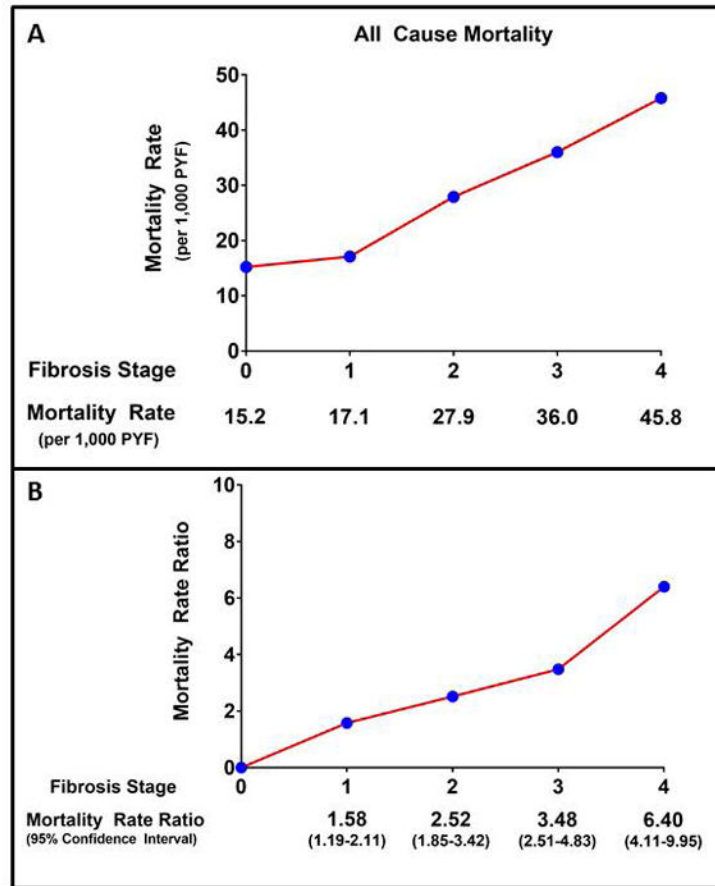 A
All Cause Mortality
Mortality Rate
(per 1,000 PYF)
50
40
30
20
10
0
0 1 2 3 4
Fibrosis Stage
Mortality Rate 15.2 17.1 27.9 36.0 45.8
(per 1,000 PYF)
B
Mortality Rate Ratio
10
8
6
4
2
0
0 1 2 3 4
Fibrosis Stage
Mortality Rate Ratio 1.58 2.52 3.48 6.40
(95% Confidence Interval) (1.19-2.11) (1.85-3.42) (2.51-4.83) (4.11-9.95)